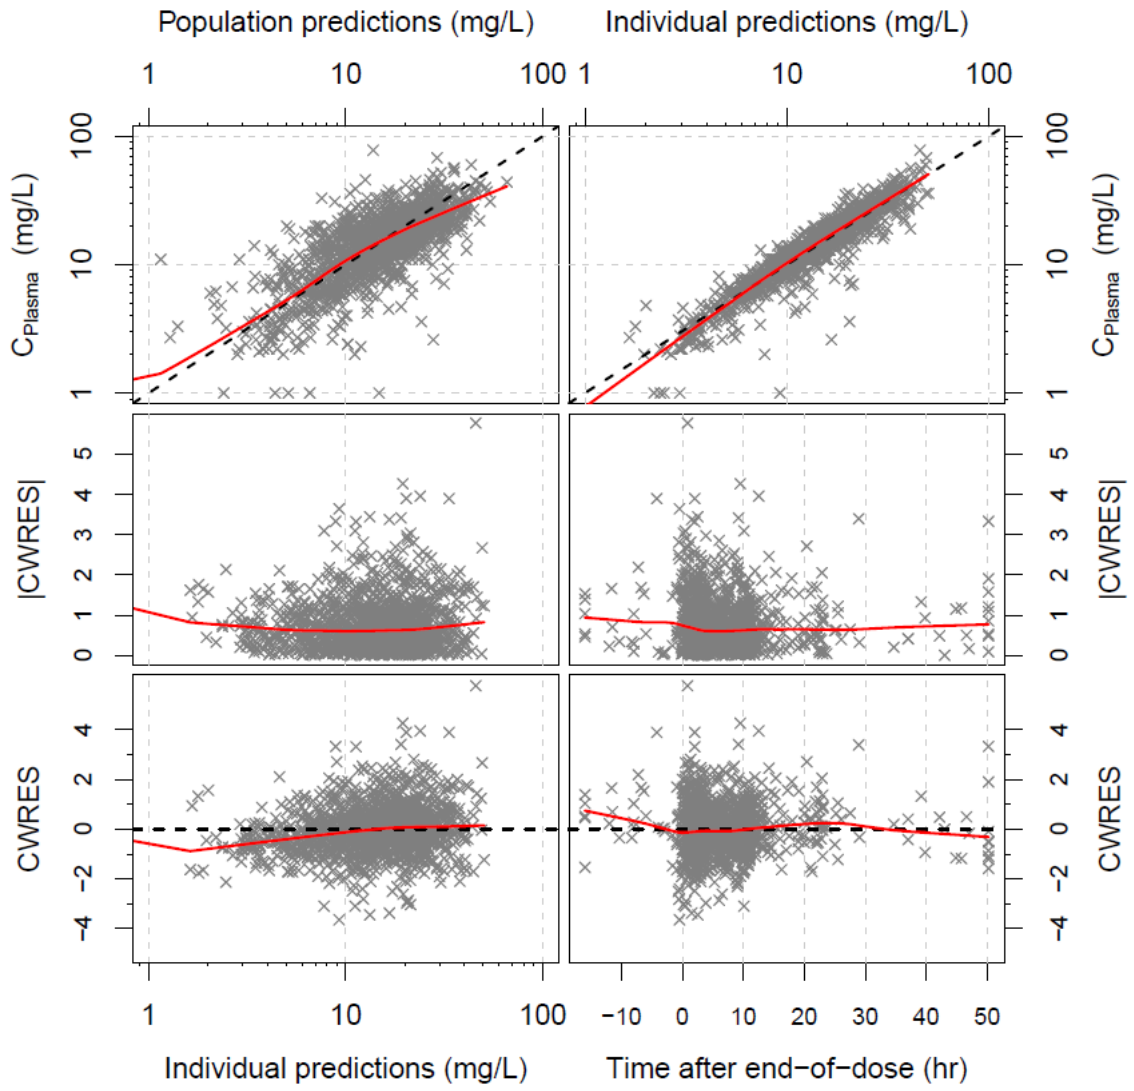 Population predictions (mg/L) Individual predictions (mg/L)
1 10 100 1 10 100
C_Plasma (mg/L)
100
10
1
C_Plasma (mg/L)
100
10
1
|CWRES|
5
4
3
2
1
0
|CWRES|
5
4
3
2
1
0
CWRES
4
2
0
−2
−4
CWRES
4
2
0
−2
−4
1 10 100 −10 0 10 20 30 40 50
Individual predictions (mg/L) Time after end−of−dose (hr)